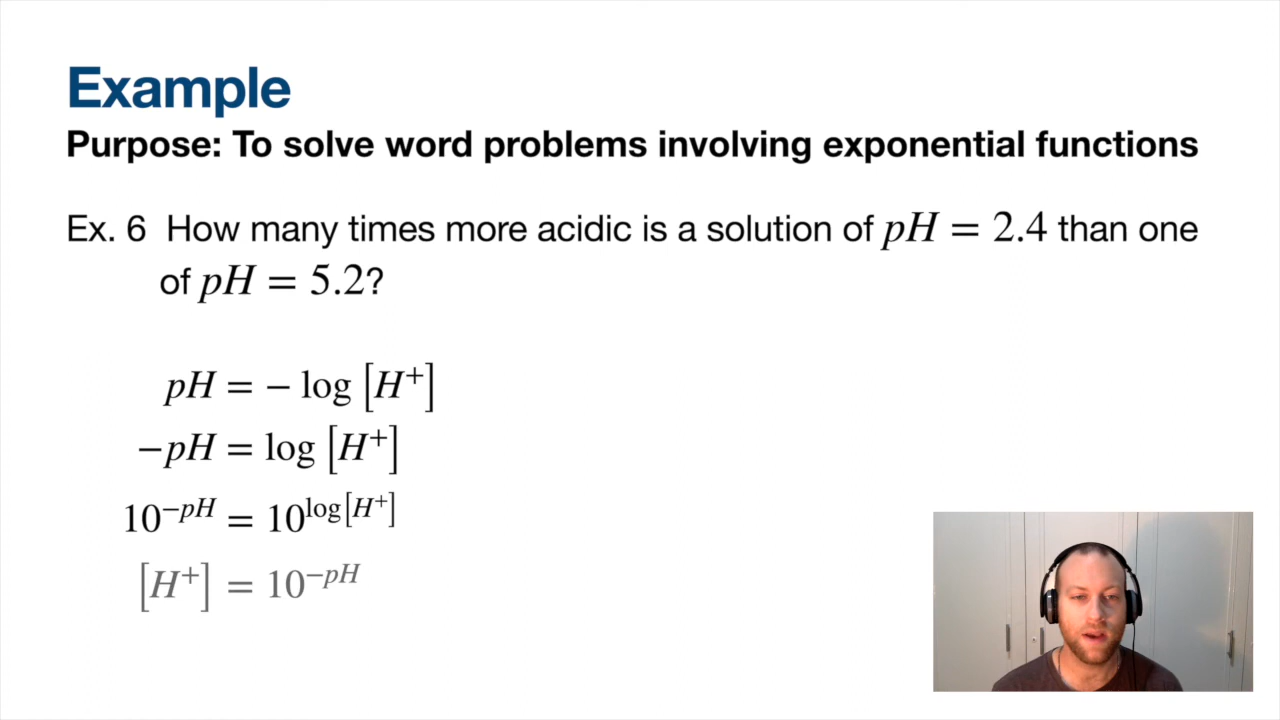 Example
Purpose: To solve word problems involving exponential functions
Ex. 6 How many times more acidic is a solution of pH = 2.4 than one
of pH = 5.2?
pH = − log [H⁺]
−pH = log [H⁺]
10^{−pH} = 10^{log[H⁺]}
[H⁺] = 10^{−pH}